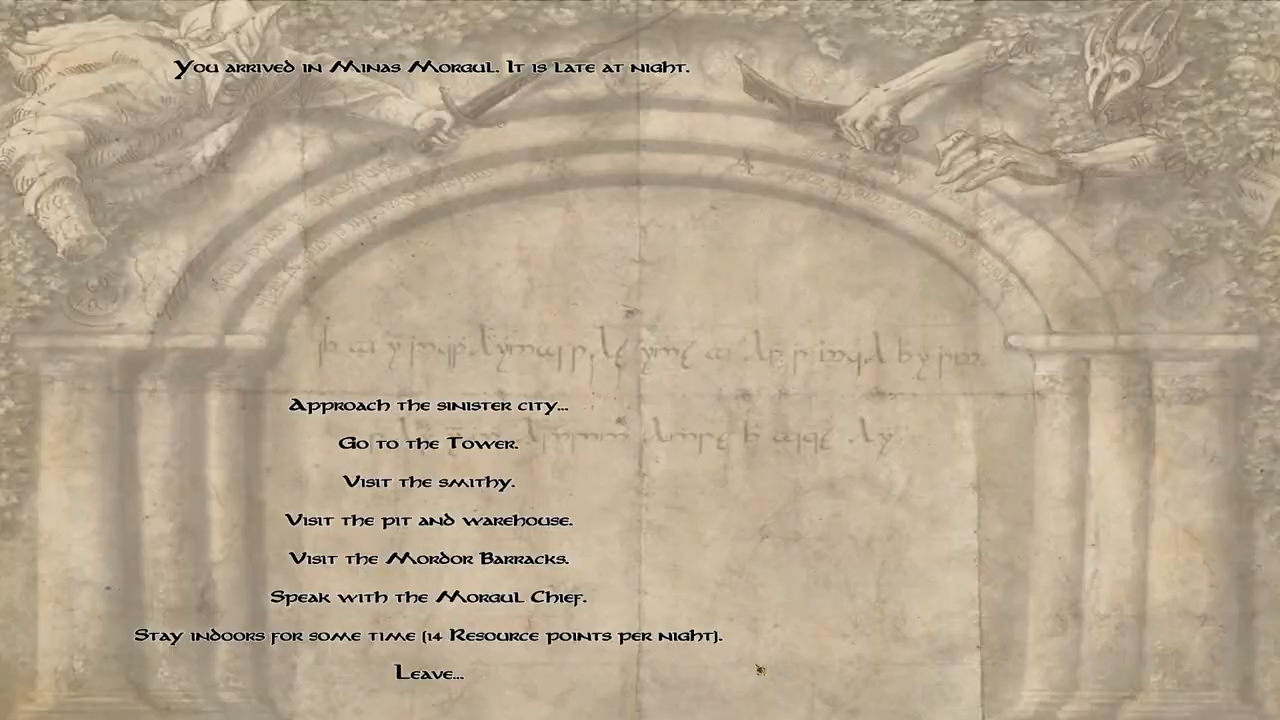 You arrived in Minas Morgul. It is late at night.
Approach the sinister city...
Go to the Tower.
Visit the smithy.
Visit the pit and warehouse.
Visit the Mordor Barracks.
Speak with the Morgul Chief.
Stay indoors for some time (14 Resource points per night).
Leave...